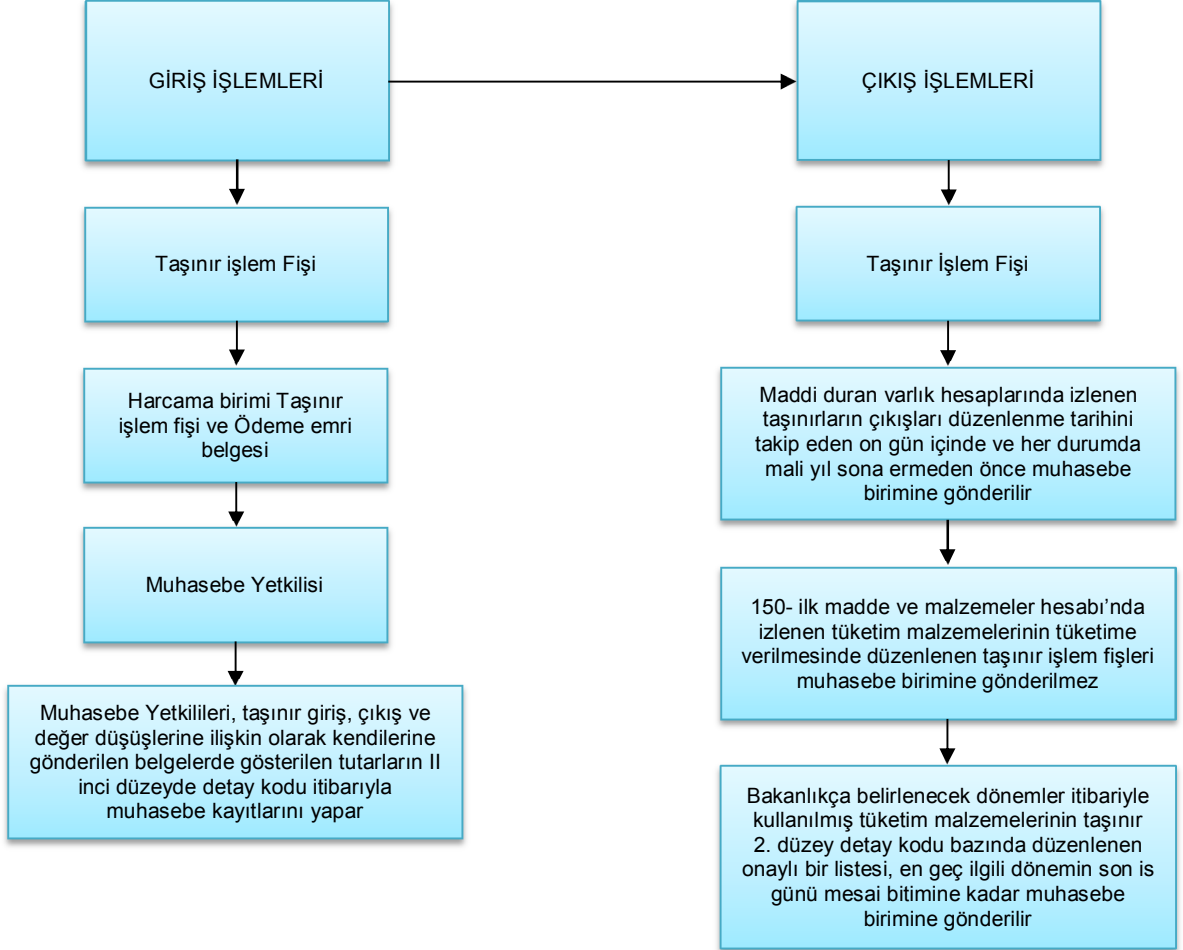 GİRİŞ İŞLEMLERİ
Taşınır işlem Fişi
Harcama birimi Taşınır
işlem fişi ve Ödeme emri
belgesi
Muhasebe Yetkilisi
Muhasebe Yetkilileri, taşınır giriş, çıkış ve
değer düşüşlerine ilişkin olarak kendilerine
gönderilen belgelerde gösterilen tutarların II
inci düzeyde detay kodu itibarıyla
muhasebe kayıtlarını yapar
ÇIKIŞ İŞLEMLERİ
Taşınır İşlem Fişi
Maddi duran varlık hesaplarında izlenen
taşınırların çıkışları düzenlenme tarihini
takip eden on gün içinde ve her durumda
mali yıl sona ermeden önce muhasebe
birimine gönderilir
150- ilk madde ve malzemeler hesabı’nda
izlenen tüketim malzemelerinin tüketime
verilmesinde düzenlenen taşınır işlem fişleri
muhasebe birimine gönderilmez
Bakanlıkça belirlenecek dönemler itibariyle
kullanılmış tüketim malzemelerinin taşınır
2. düzey detay kodu bazında düzenlenen
onaylı bir listesi, en geç ilgili dönemin son is
günü mesai bitimine kadar muhasebe
birimine gönderilir